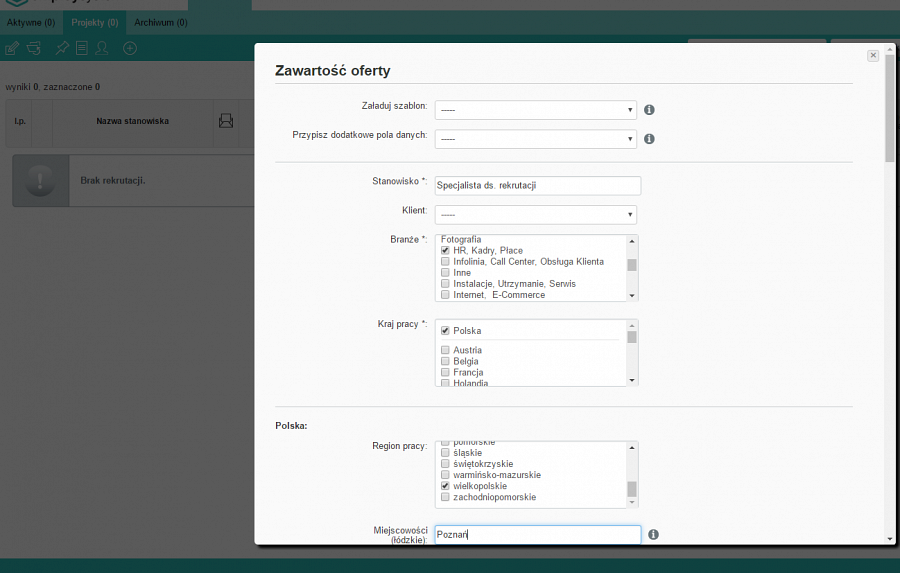 Aktywne (0) Projekty (0) Archiwum (0)
wyniki 0, zaznaczone 0
l.p. Nazwa stanowiska
Brak rekrutacji.
Zawartość oferty
Załaduj szablon: -----
Przypisz dodatkowe pola danych: -----
Stanowisko *: Specjalista ds. rekrutacji
Klient: -----
Branże *: Fotografia
HR, Kadry, Płace
Infolinia, Call Center, Obsługa Klienta
Inne
Instalacje, Utrzymanie, Serwis
Internet, E-Commerce
Kraj pracy *: Polska
Austria
Belgia
Francja
Holandia
Polska:
Region pracy: pomorskie
śląskie
świętokrzyskie
warmińsko-mazurskie
wielkopolskie
zachodniopomorskie
Miejscowości
(łódzkie): Poznań